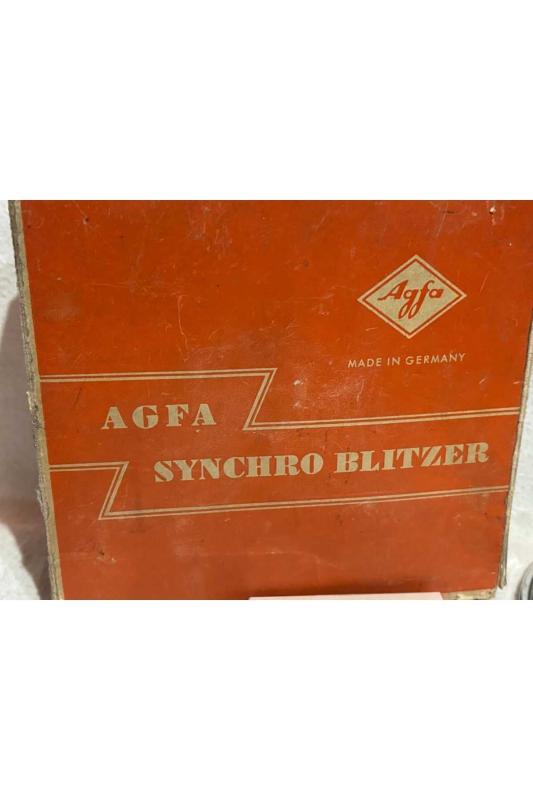 Agfa
MADE IN GERMANY
AGFA
SYNCHRO BLITZER